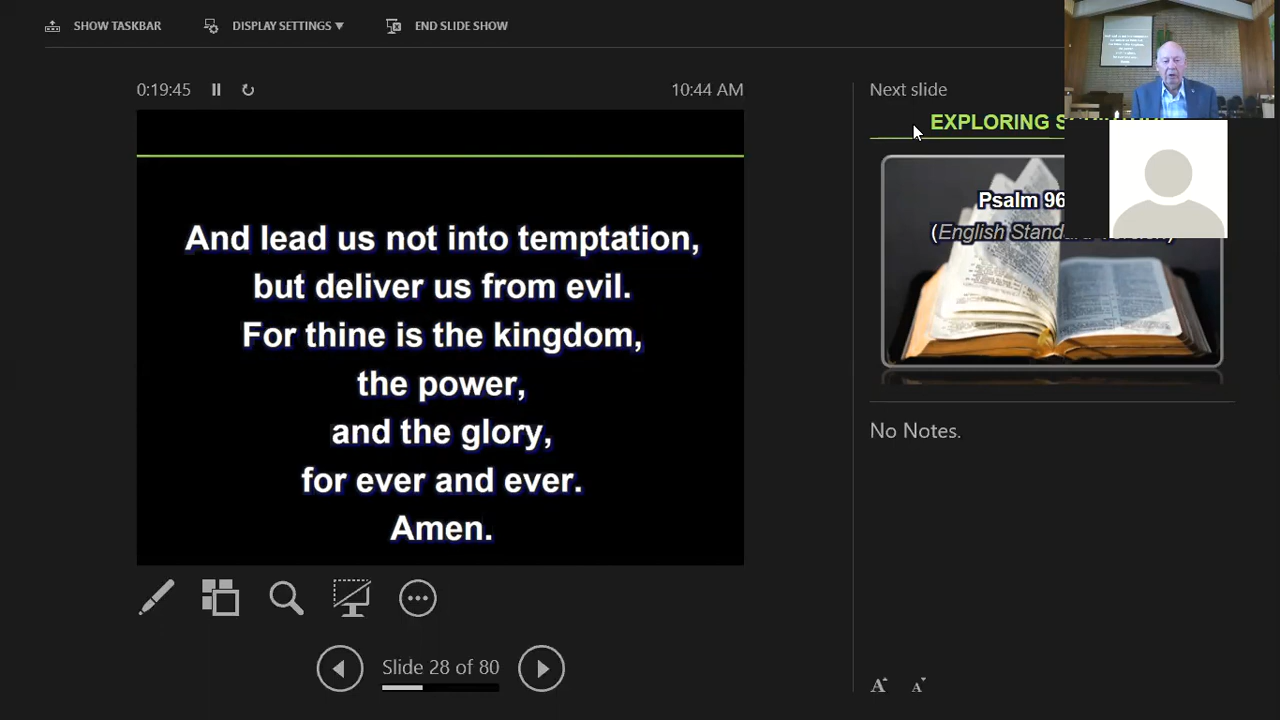 SHOW TASKBAR
DISPLAY SETTINGS
END SLIDE SHOW
0:19:45
10:44 AM
And lead us not into temptation,
but deliver us from evil.
For thine is the kingdom,
the power,
and the glory,
for ever and ever.
Amen.
Slide 28 of 80
Next slide
EXPLORING
Psalm 96
(English Standard Version)
No Notes.